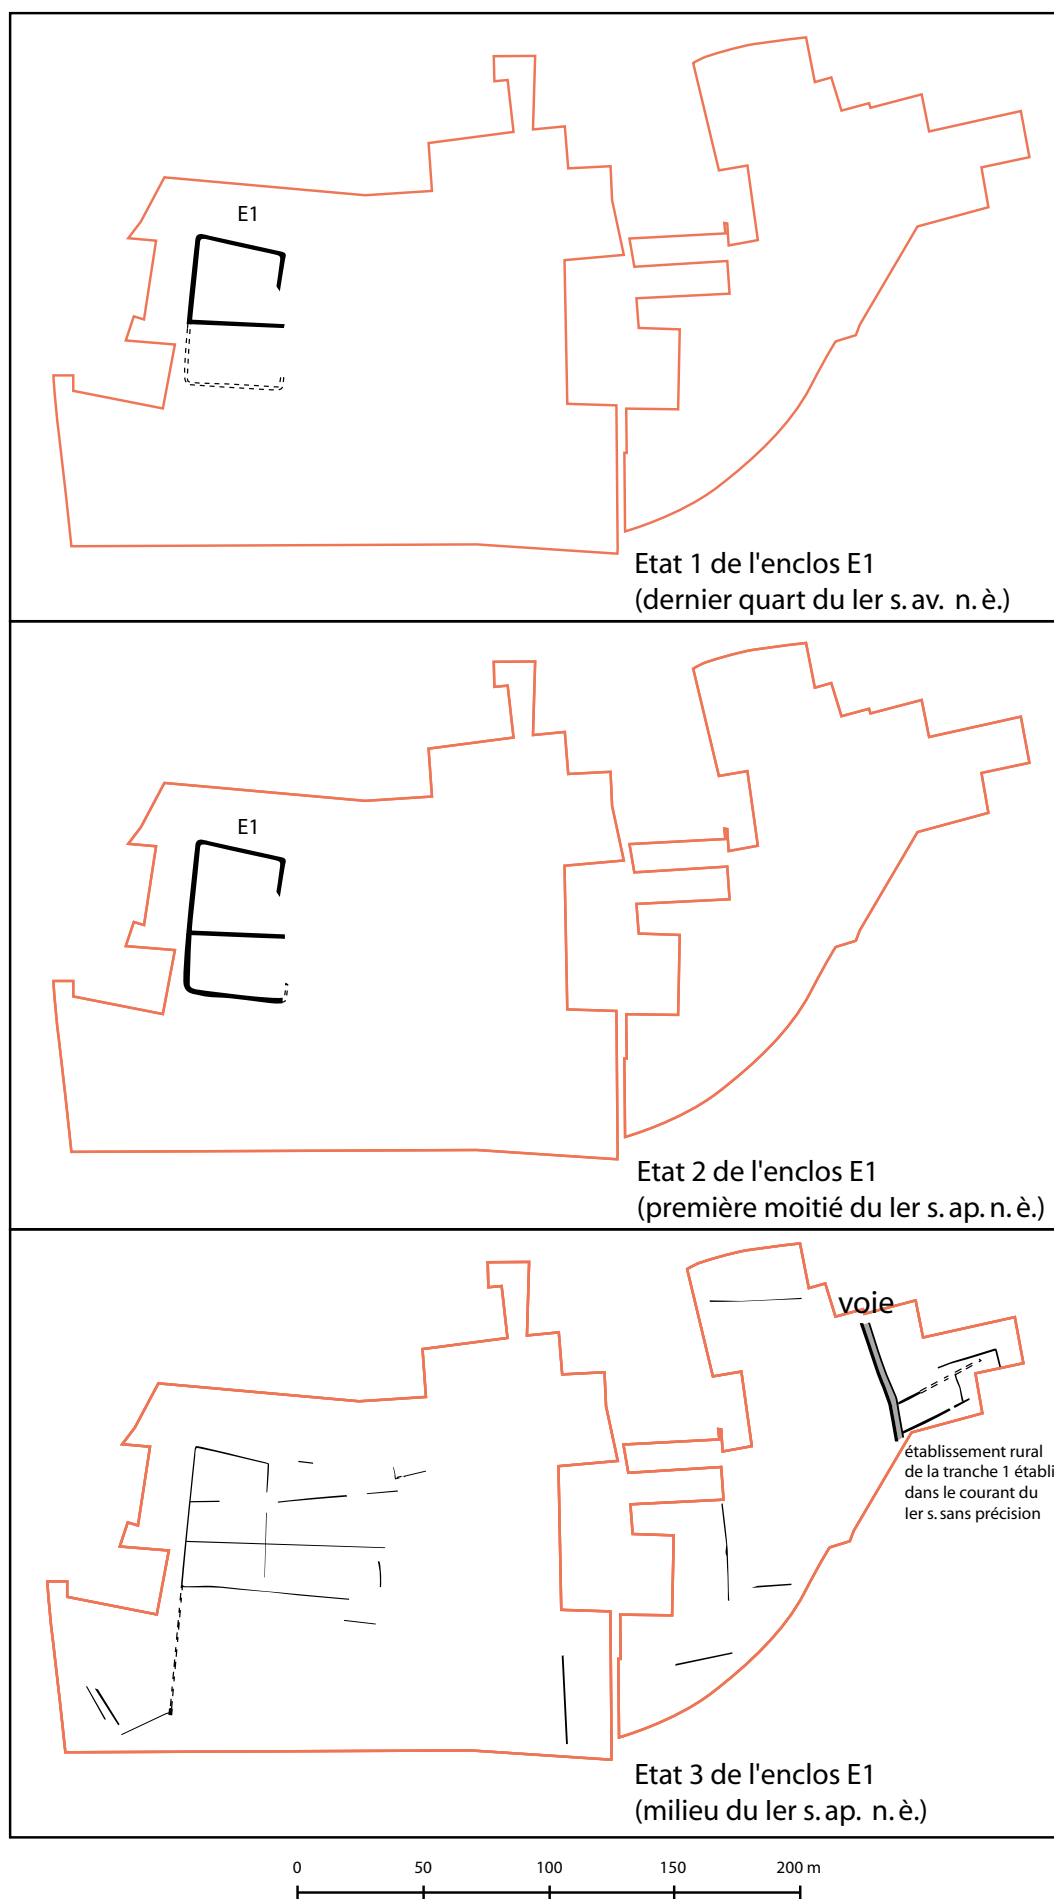 E1
Etat 1 de l'enclos E1
(dernier quart du Ier s. av. n. è.)
E1
Etat 2 de l'enclos E1
(première moitié du Ier s. ap. n. è.)
voie
établissement rural
de la tranche 1 établi
dans le courant du
Ier s. sans précision
Etat 3 de l'enclos E1
(milieu du Ier s. ap. n. è.)
0 50 100 150 200 m